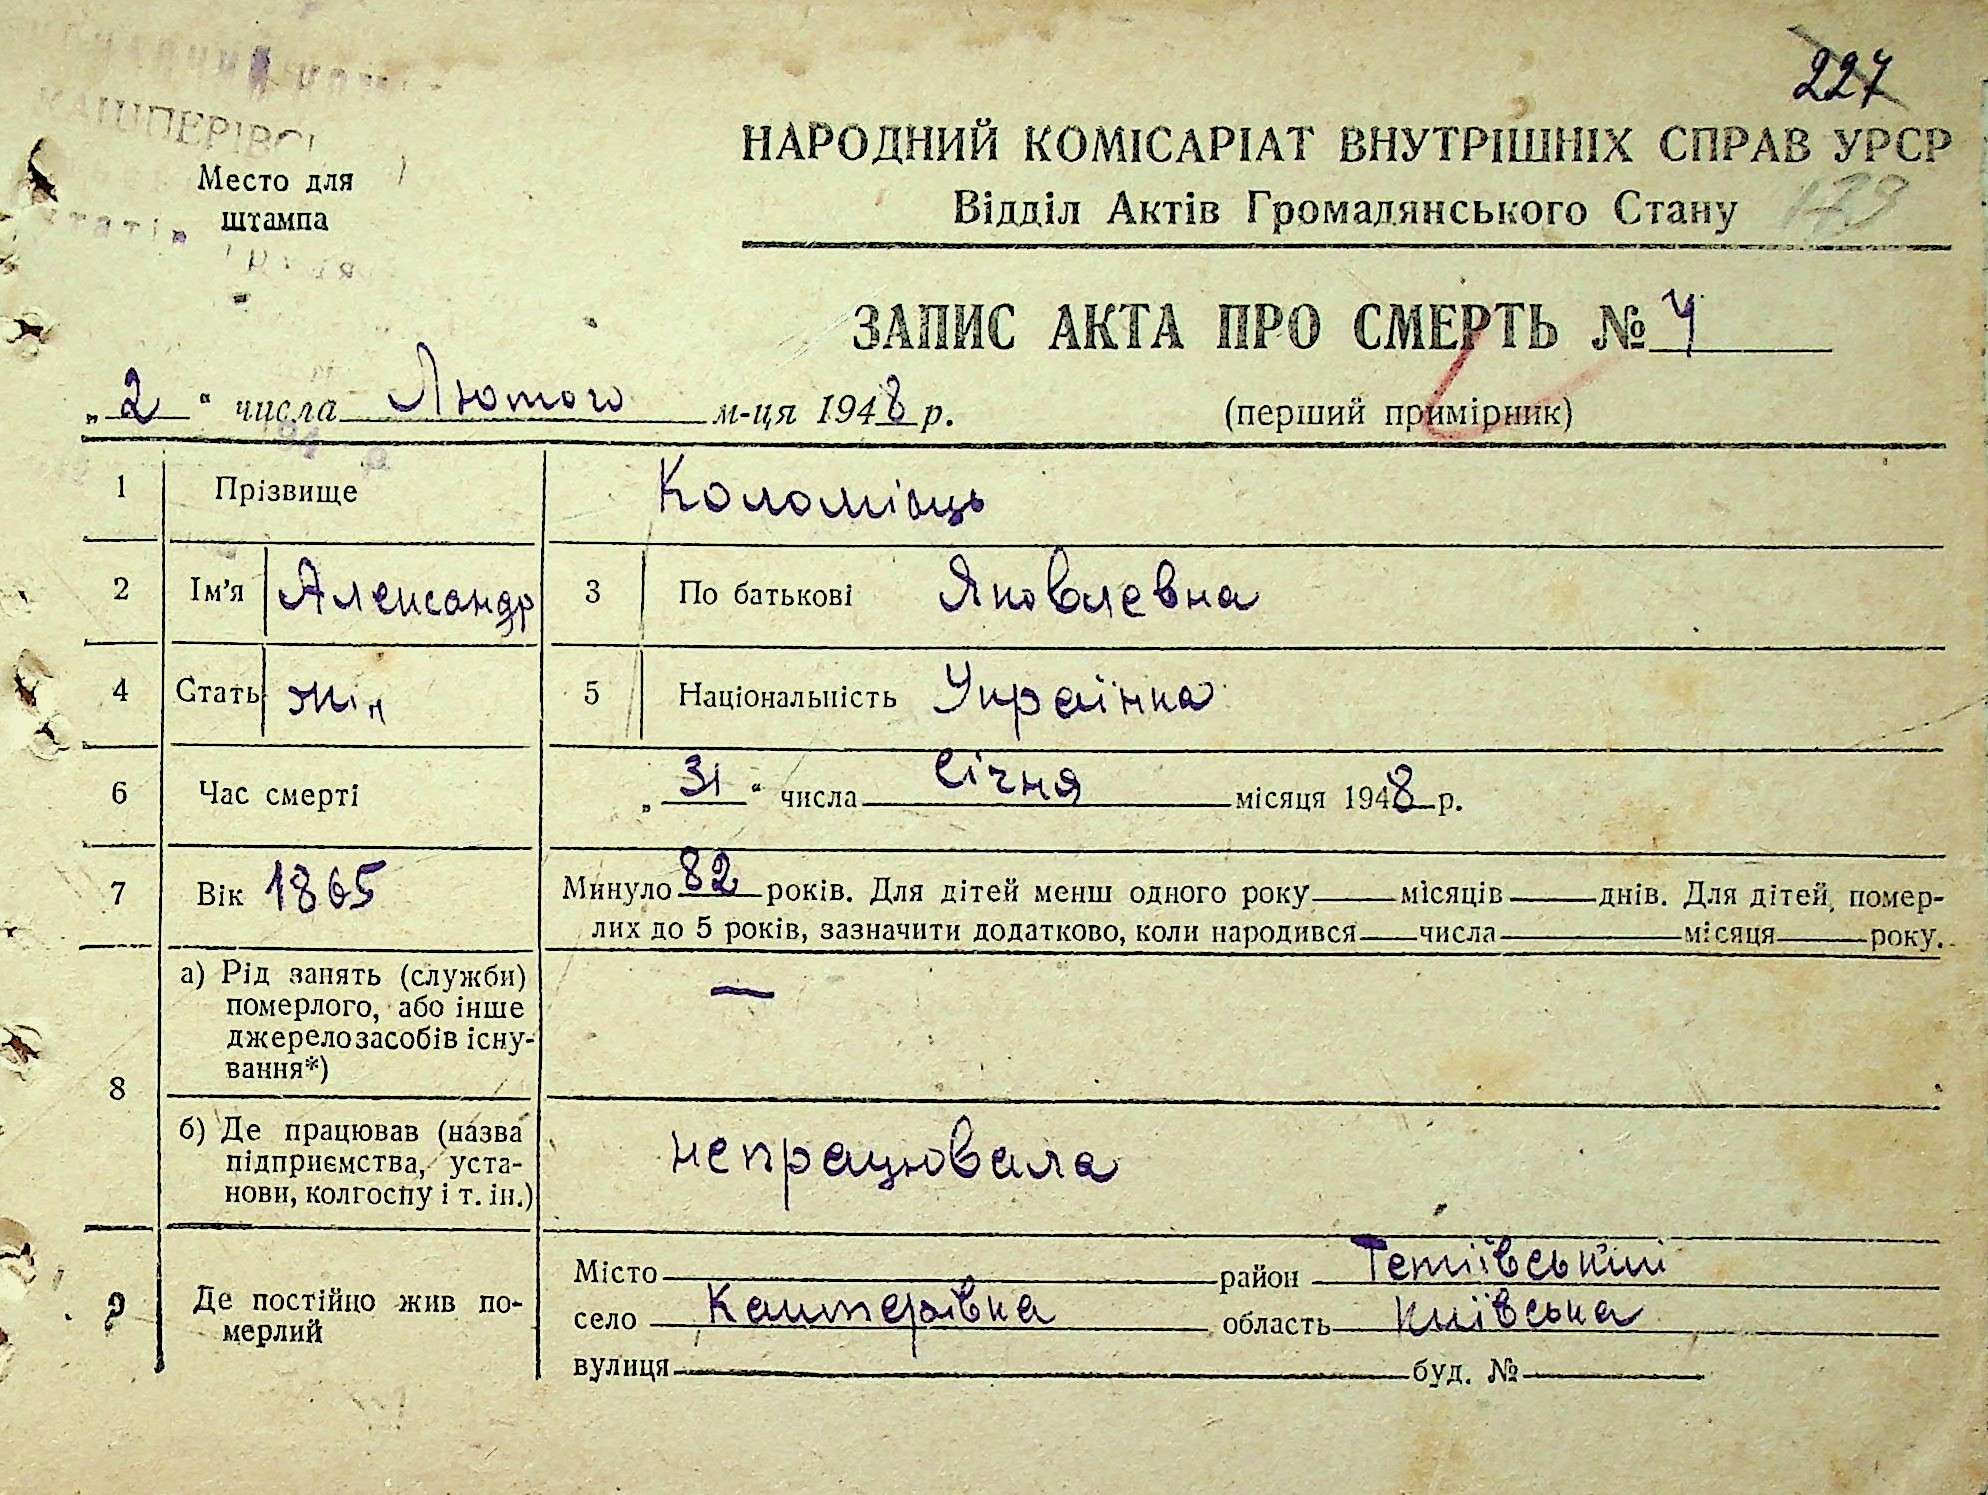 227
КАШПЕРІВСЬ
Место для
штампа
НАРОДНИЙ КОМІСАРІАТ ВНУТРІШНІХ СПРАВ УРСР
Відділ Актів Громадянського Стану
ЗАПИС АКТА ПРО СМЕРТЬ № 4
„2“ числа Лютого м-ця 1948 р. (перший примірник)
1 Прізвище Коломієць
2 Ім’я Александр 3 По батькові Яковлевна
4 Стать жін 5 Національність Українка
6 Час смерті „31“ числа січня місяця 1948 р.
7 Вік 1865 Минуло 82 років. Для дітей менш одного року — місяців — днів. Для дітей, помер-
лих до 5 років, зазначити додатково, коли народився — числа — місяця — року.
а) Рід занять (служби) —
померлого, або інше
джерело засобів існу-
вання*)
8
б) Де працював (назва
підприємства, уста- непрацювала
нови, колгоспу і т. ін.)
Місто район Тетіївський
9 Де постійно жив по- село Кашперівка область Київська
мерлий
вулиця буд. №